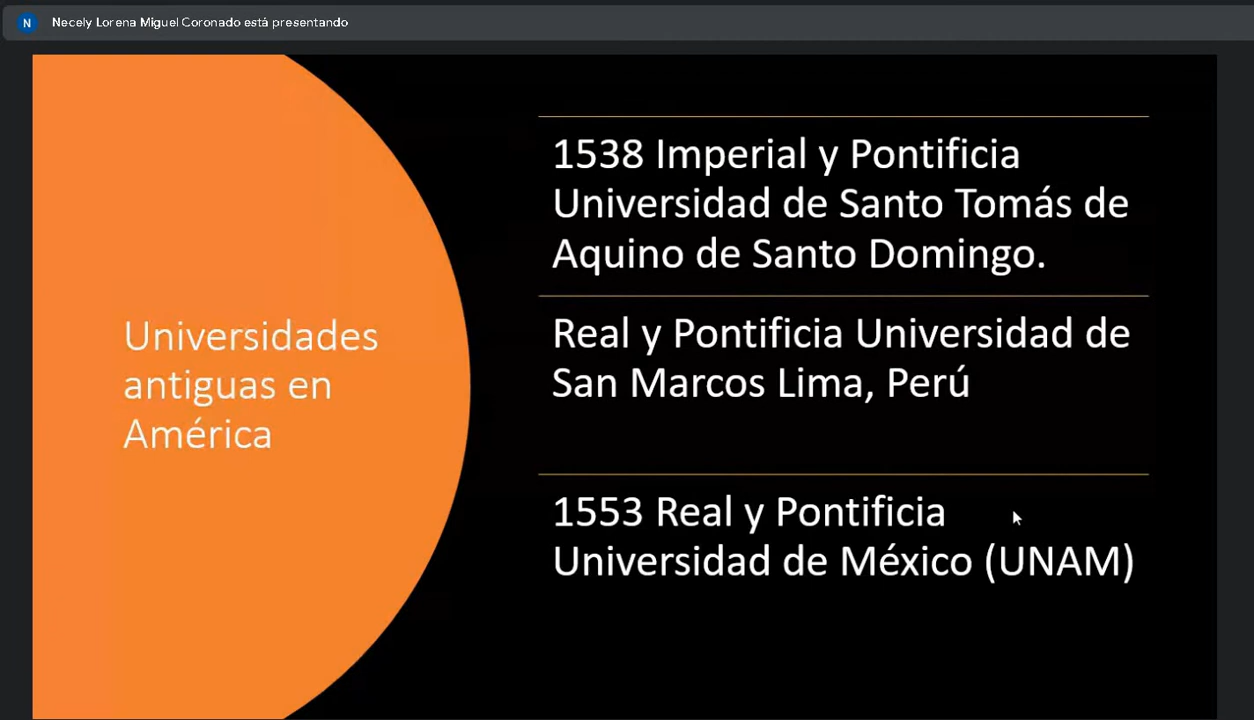 N Necely Lorena Miguel Coronado está presentando
Universidades
antiguas en
América
1538 Imperial y Pontificia
Universidad de Santo Tomás de
Aquino de Santo Domingo.
Real y Pontificia Universidad de
San Marcos Lima, Perú
1553 Real y Pontificia
Universidad de México (UNAM)